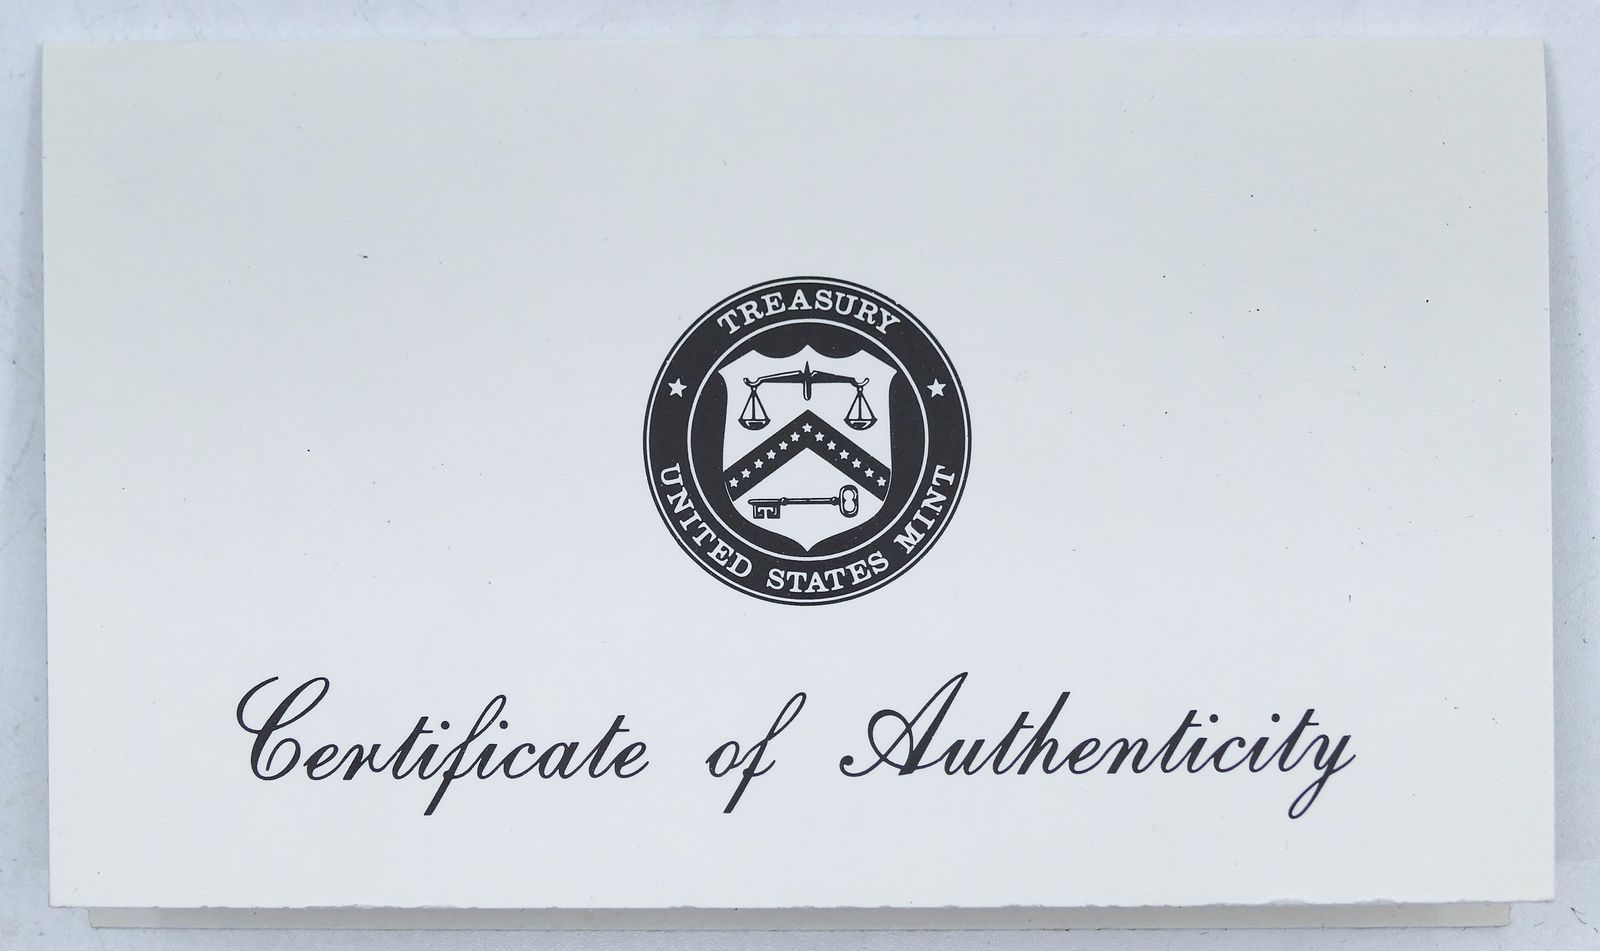 TREASURY
UNITED STATES MINT
Certificate of Authenticity